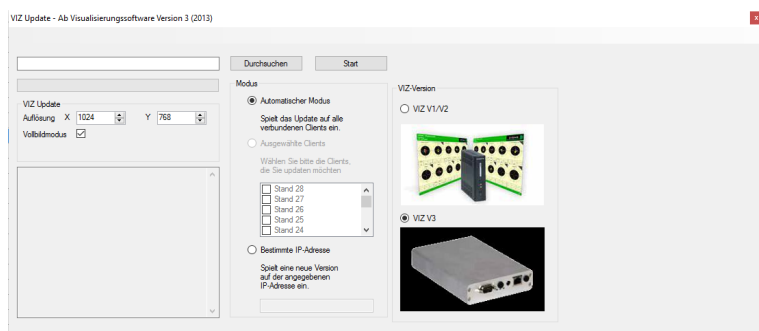 VIZ Update - Ab Visualisierungssoftware Version 3 (2013)
x
Durchsuchen
Start
Modus
Automatischer Modus
Spielt das Update auf alle
verbundenen Clients ein.
Ausgewählte Clients
Wählen Sie bitte die Clients,
die Sie updaten möchten
Stand 28
Stand 27
Stand 26
Stand 25
Stand 24
Bestimmte IP-Adresse
Spielt eine neue Version
auf der angegebenen
IP-Adresse ein.
VIZ Update
Auflösung X 1024 Y 768
Vollbildmodus
VIZ-Version
VIZ V1/V2
VIZ V3